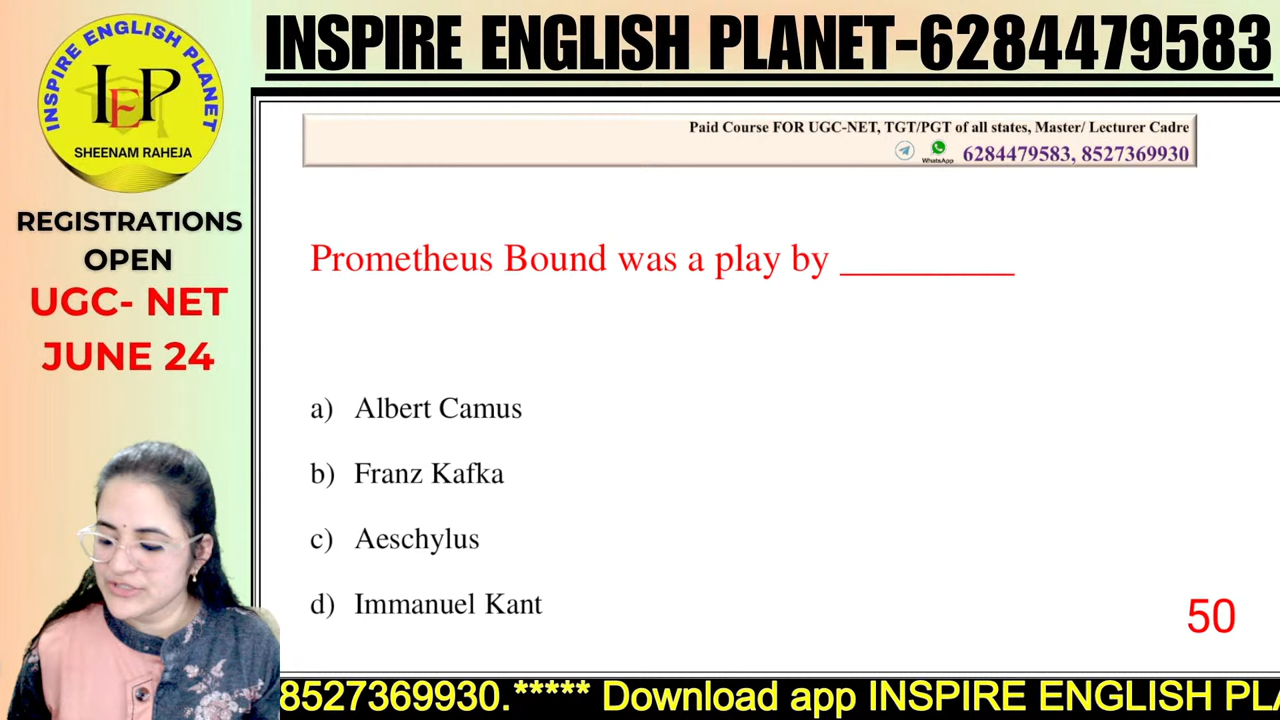 INSPIRE ENGLISH PLANET
IEP
SHEENAM RAHEJA
REGISTRATIONS
OPEN
UGC- NET
JUNE 24
INSPIRE ENGLISH PLANET-6284479583
Paid Course FOR UGC-NET, TGT/PGT of all states, Master/ Lecturer Cadre
WhatsApp 6284479583, 8527369930
Prometheus Bound was a play by __________
a) Albert Camus
b) Franz Kafka
c) Aeschylus
d) Immanuel Kant
50
8527369930.***** Download app INSPIRE ENGLISH PLA